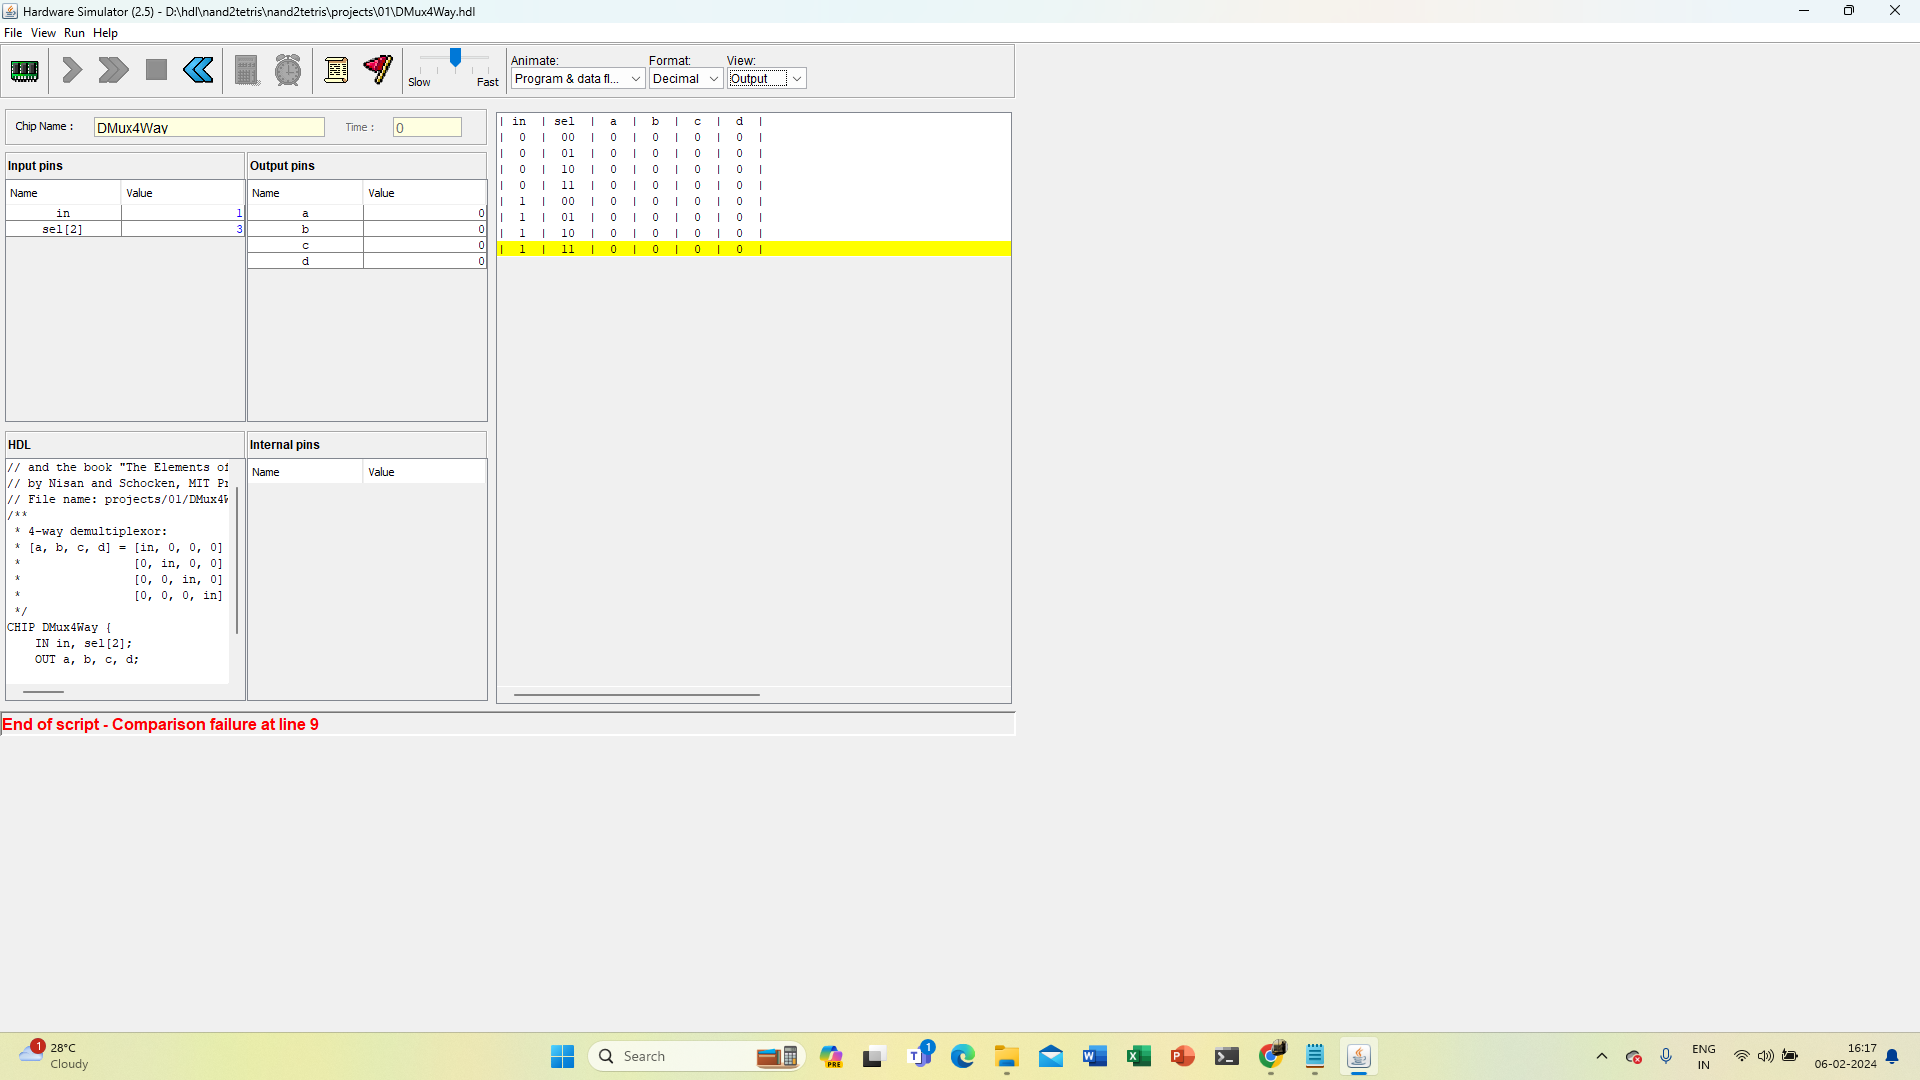 Hardware Simulator (2.5) - D:\hdl\nand2tetris\nand2tetris\projects\01\DMux4Way.hdl
File View Run Help
Slow Fast
Animate: Format: View:
Program & data fl... Decimal Output
Chip Name : DMux4Way Time : 0
Input pins
Name Value
in 1
sel[2] 3
Output pins
Name Value
a 0
b 0
c 0
d 0
| in | sel | a | b | c | d |
| 0 | 00 | 0 | 0 | 0 | 0 |
| 0 | 01 | 0 | 0 | 0 | 0 |
| 0 | 10 | 0 | 0 | 0 | 0 |
| 0 | 11 | 0 | 0 | 0 | 0 |
| 1 | 00 | 0 | 0 | 0 | 0 |
| 1 | 01 | 0 | 0 | 0 | 0 |
| 1 | 10 | 0 | 0 | 0 | 0 |
| 1 | 11 | 0 | 0 | 0 | 0 |
HDL
// and the book "The Elements of
// by Nisan and Schocken, MIT Pr
// File name: projects/01/DMux4W
/**
* 4-way demultiplexor:
* [a, b, c, d] = [in, 0, 0, 0]
* [0, in, 0, 0]
* [0, 0, in, 0]
* [0, 0, 0, in]
*/
CHIP DMux4Way {
IN in, sel[2];
OUT a, b, c, d;
Internal pins
Name Value
End of script - Comparison failure at line 9
1
28°C
Cloudy
Search
PRE
1
ENG
IN
16:17
06-02-2024